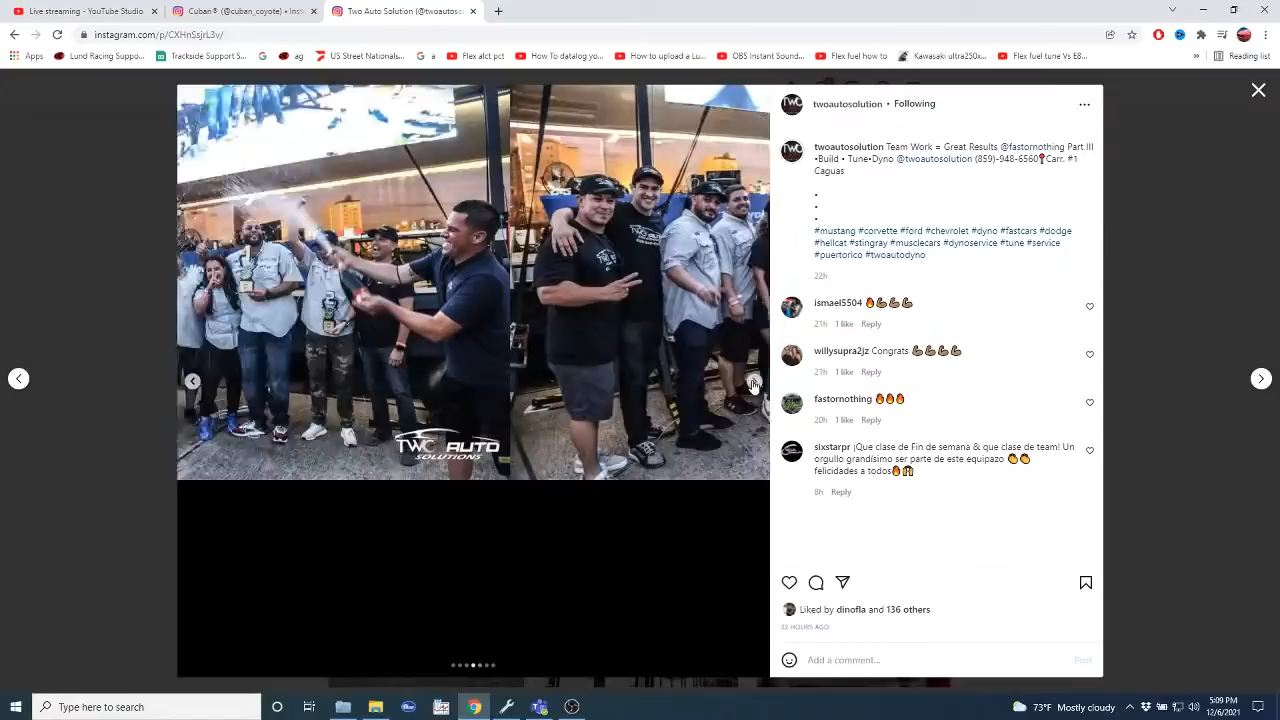 Live streaming - YouTube Studio
Cuban® (@cuban_coyote) • Inst
Two Auto Solution (@twoautosol
instagram.com/p/CXHnSsjrL3v/
Apps
Lund Racing Suppo...
Trackside Support S...
ag
US Street Nationals...
a
Flex alct pct
How To datalog yo...
How to upload a Lu...
OBS Instant Sound...
Flex fuel how to
Kawasaki ultra250x...
Flex fuel tune Vs E8...
»
Reading list
twoautosolution • Following
twoautosolution Team Work = Great Results @fastornothing Part III
•Build • Tune•Dyno @twoautosolution (859)-948-6560📍Carr. #1
Caguas
.
.
.
#mustang #corvette #ford #chevrolet #dyno #fastcars #dodge
#hellcat #stingray #musclecars #dynoservice #tune #service
#puertorico #twoautodyno
22h
ismael5504 🔥💪🏽💪🏽💪🏽
21h 1 like Reply
willysupra2jz Congrats 💪🏽💪🏽💪🏽💪🏽
21h 1 like Reply
fastornothing 🔥🔥🔥
20h 1 like Reply
sixstarpr ¡Que clase de Fin de semana & que clase de team! Un
orgullo grandísimo ser parte de este equipazo 👏👏
felicidades a todos🔥🙌
8h Reply
TWC AUTO
SOLUTIONS
Liked by dinofla and 136 others
22 HOURS AGO
Add a comment...
Post
Type here to search
73°F Mostly cloudy
5:09 PM
12/6/2021